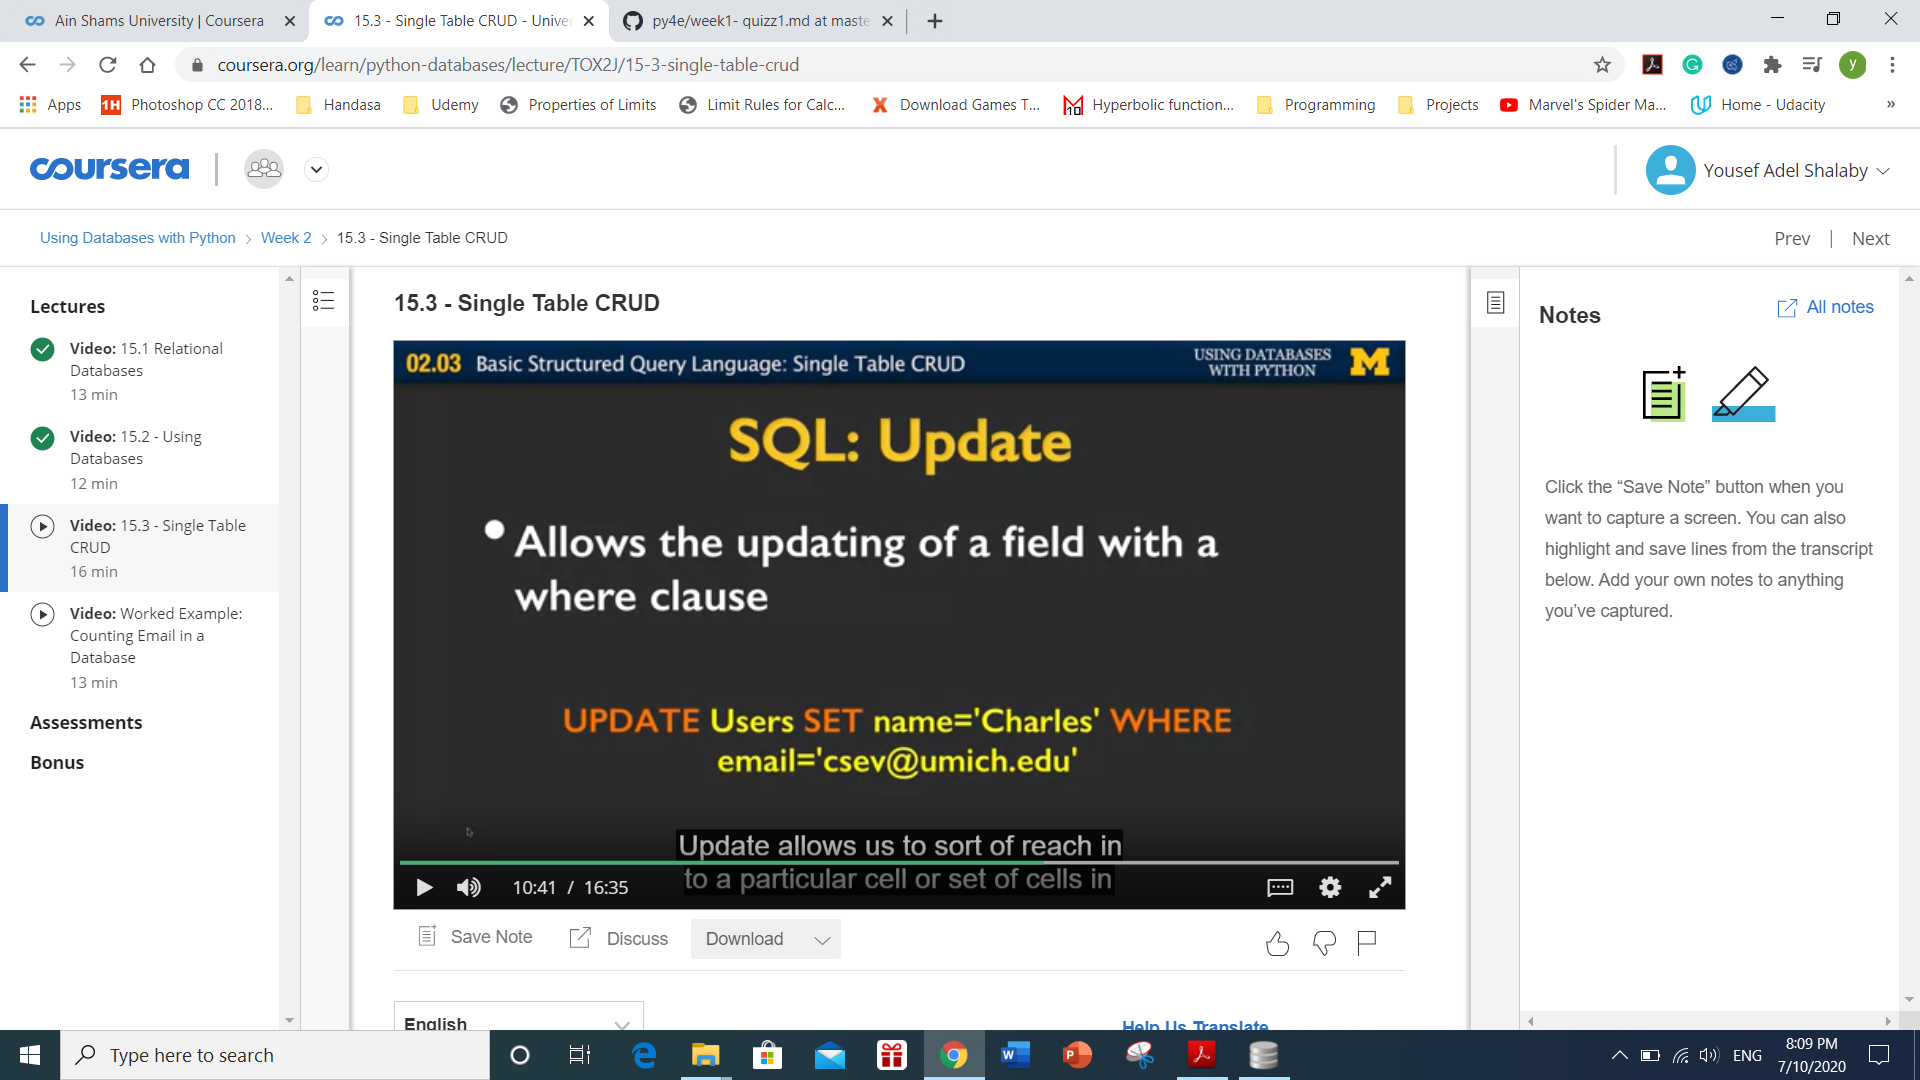 Ain Shams University | Coursera
15.3 - Single Table CRUD - Unive
py4e/week1- quizz1.md at maste
coursera.org/learn/python-databases/lecture/TOX2J/15-3-single-table-crud
y
Apps
1H
Photoshop CC 2018...
Handasa
Udemy
Properties of Limits
Limit Rules for Calc...
Download Games T...
Hyperbolic function...
Programming
Projects
Marvel's Spider Ma...
Home - Udacity
»
coursera
Yousef Adel Shalaby
Using Databases with Python > Week 2 > 15.3 - Single Table CRUD
Prev | Next
Lectures
Video: 15.1 Relational
Databases
13 min
Video: 15.2 - Using
Databases
12 min
Video: 15.3 - Single Table
CRUD
16 min
Video: Worked Example:
Counting Email in a
Database
13 min
Assessments
Bonus
15.3 - Single Table CRUD
02.03 Basic Structured Query Language: Single Table CRUD
USING DATABASES
WITH PYTHON
M
SQL: Update
• Allows the updating of a field with a
where clause
UPDATE Users SET name='Charles' WHERE
email='csev@umich.edu'
Update allows us to sort of reach in
to a particular cell or set of cells in
10:41 / 16:35
Save Note
Discuss
Download
English
Help Us Translate
Notes
All notes
Click the “Save Note” button when you
want to capture a screen. You can also
highlight and save lines from the transcript
below. Add your own notes to anything
you’ve captured.
Type here to search
ENG
8:09 PM
7/10/2020